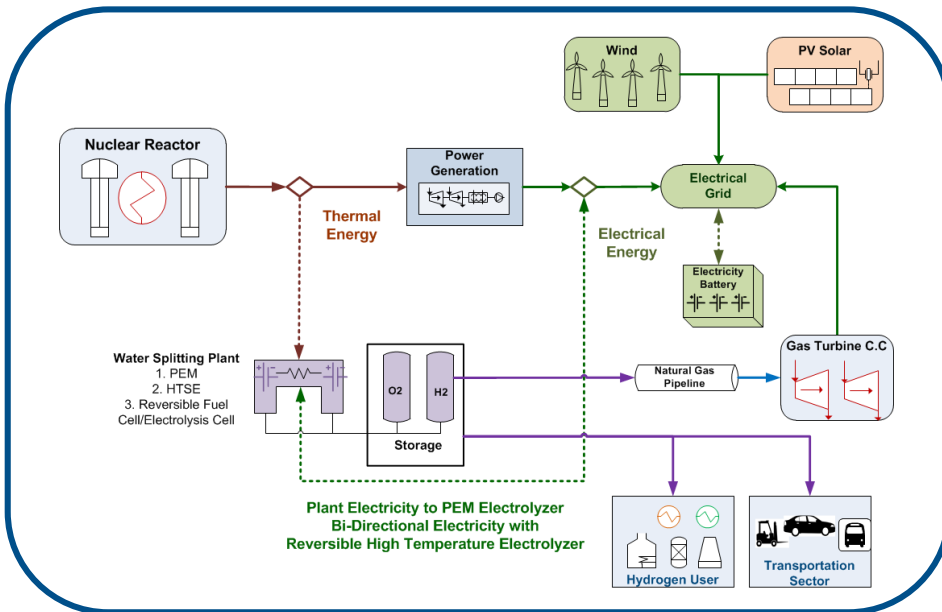 Wind
PV Solar
Nuclear Reactor
Power
Generation
Electrical
Grid
Thermal
Energy
Electrical
Energy
Electricity
Battery
Water Splitting Plant
1. PEM
2. HTSE
3. Reversible Fuel
Cell/Electrolysis Cell
O2
H2
Storage
Natural Gas
Pipeline
Gas Turbine C.C
Plant Electricity to PEM Electrolyzer
Bi-Directional Electricity with
Reversible High Temperature Electrolyzer
Hydrogen User
Transportation
Sector